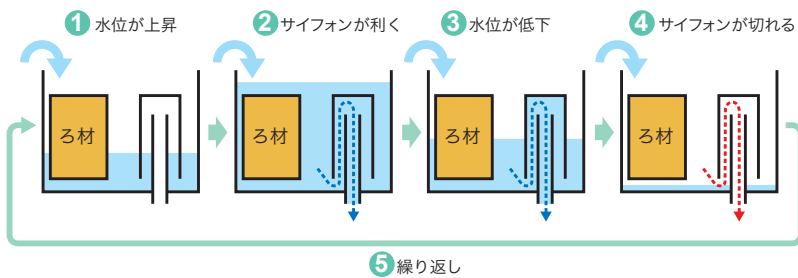 1 水位が上昇
2 サイフォンが利く
3 水位が低下
4 サイフォンが切れる
ろ材
ろ材
ろ材
ろ材
5 繰り返し